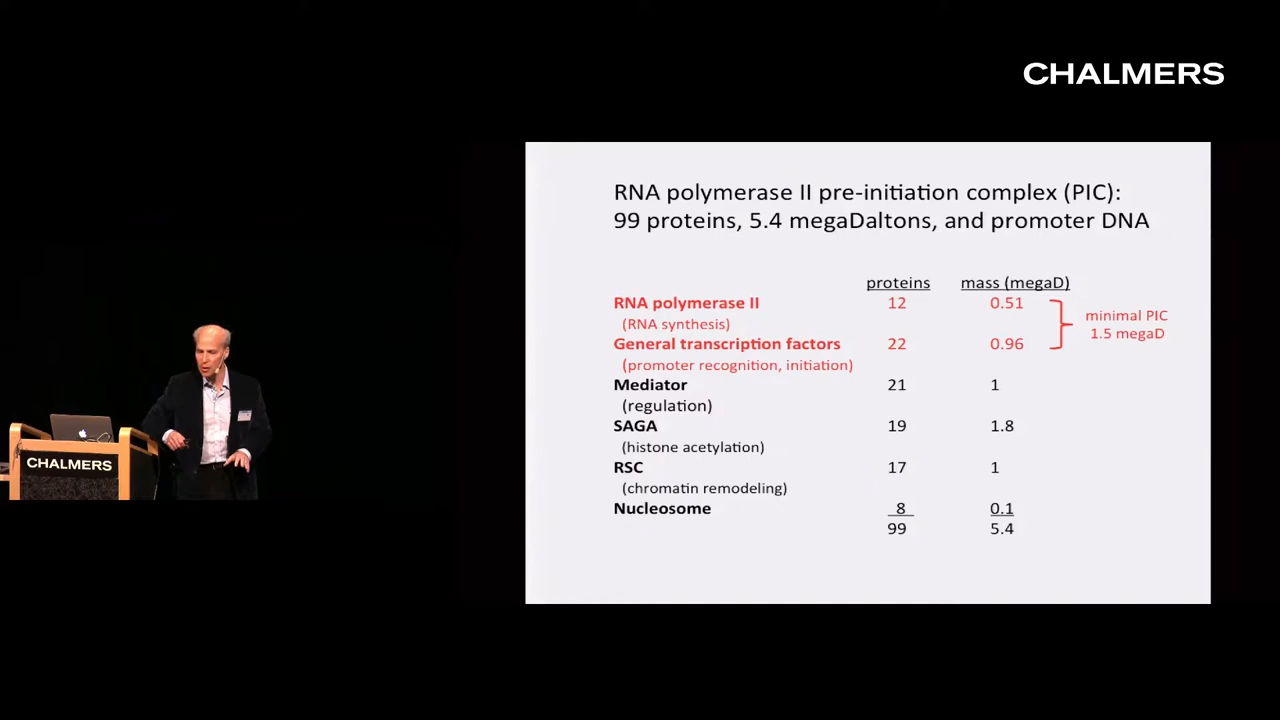 CHALMERS
RNA polymerase II pre-initiation complex (PIC):
99 proteins, 5.4 megaDaltons, and promoter DNA
proteins mass (megaD)
RNA polymerase II 12 0.51
(RNA synthesis)
minimal PIC
1.5 megaD
General transcription factors 22 0.96
(promoter recognition, initiation)
Mediator 21 1
(regulation)
SAGA 19 1.8
(histone acetylation)
RSC 17 1
(chromatin remodeling)
Nucleosome 8 0.1
99 5.4
CHALMERS